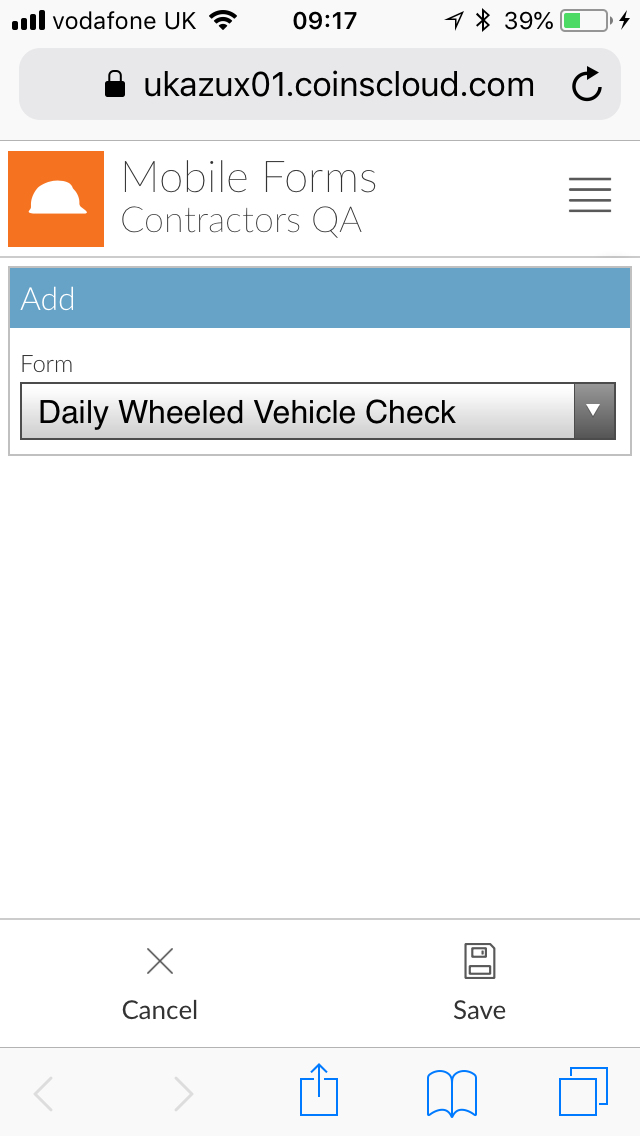 vodafone UK 09:17 39%
ukazux01.coinscloud.com
Mobile Forms
Contractors QA
Add
Form
Daily Wheeled Vehicle Check
Cancel Save